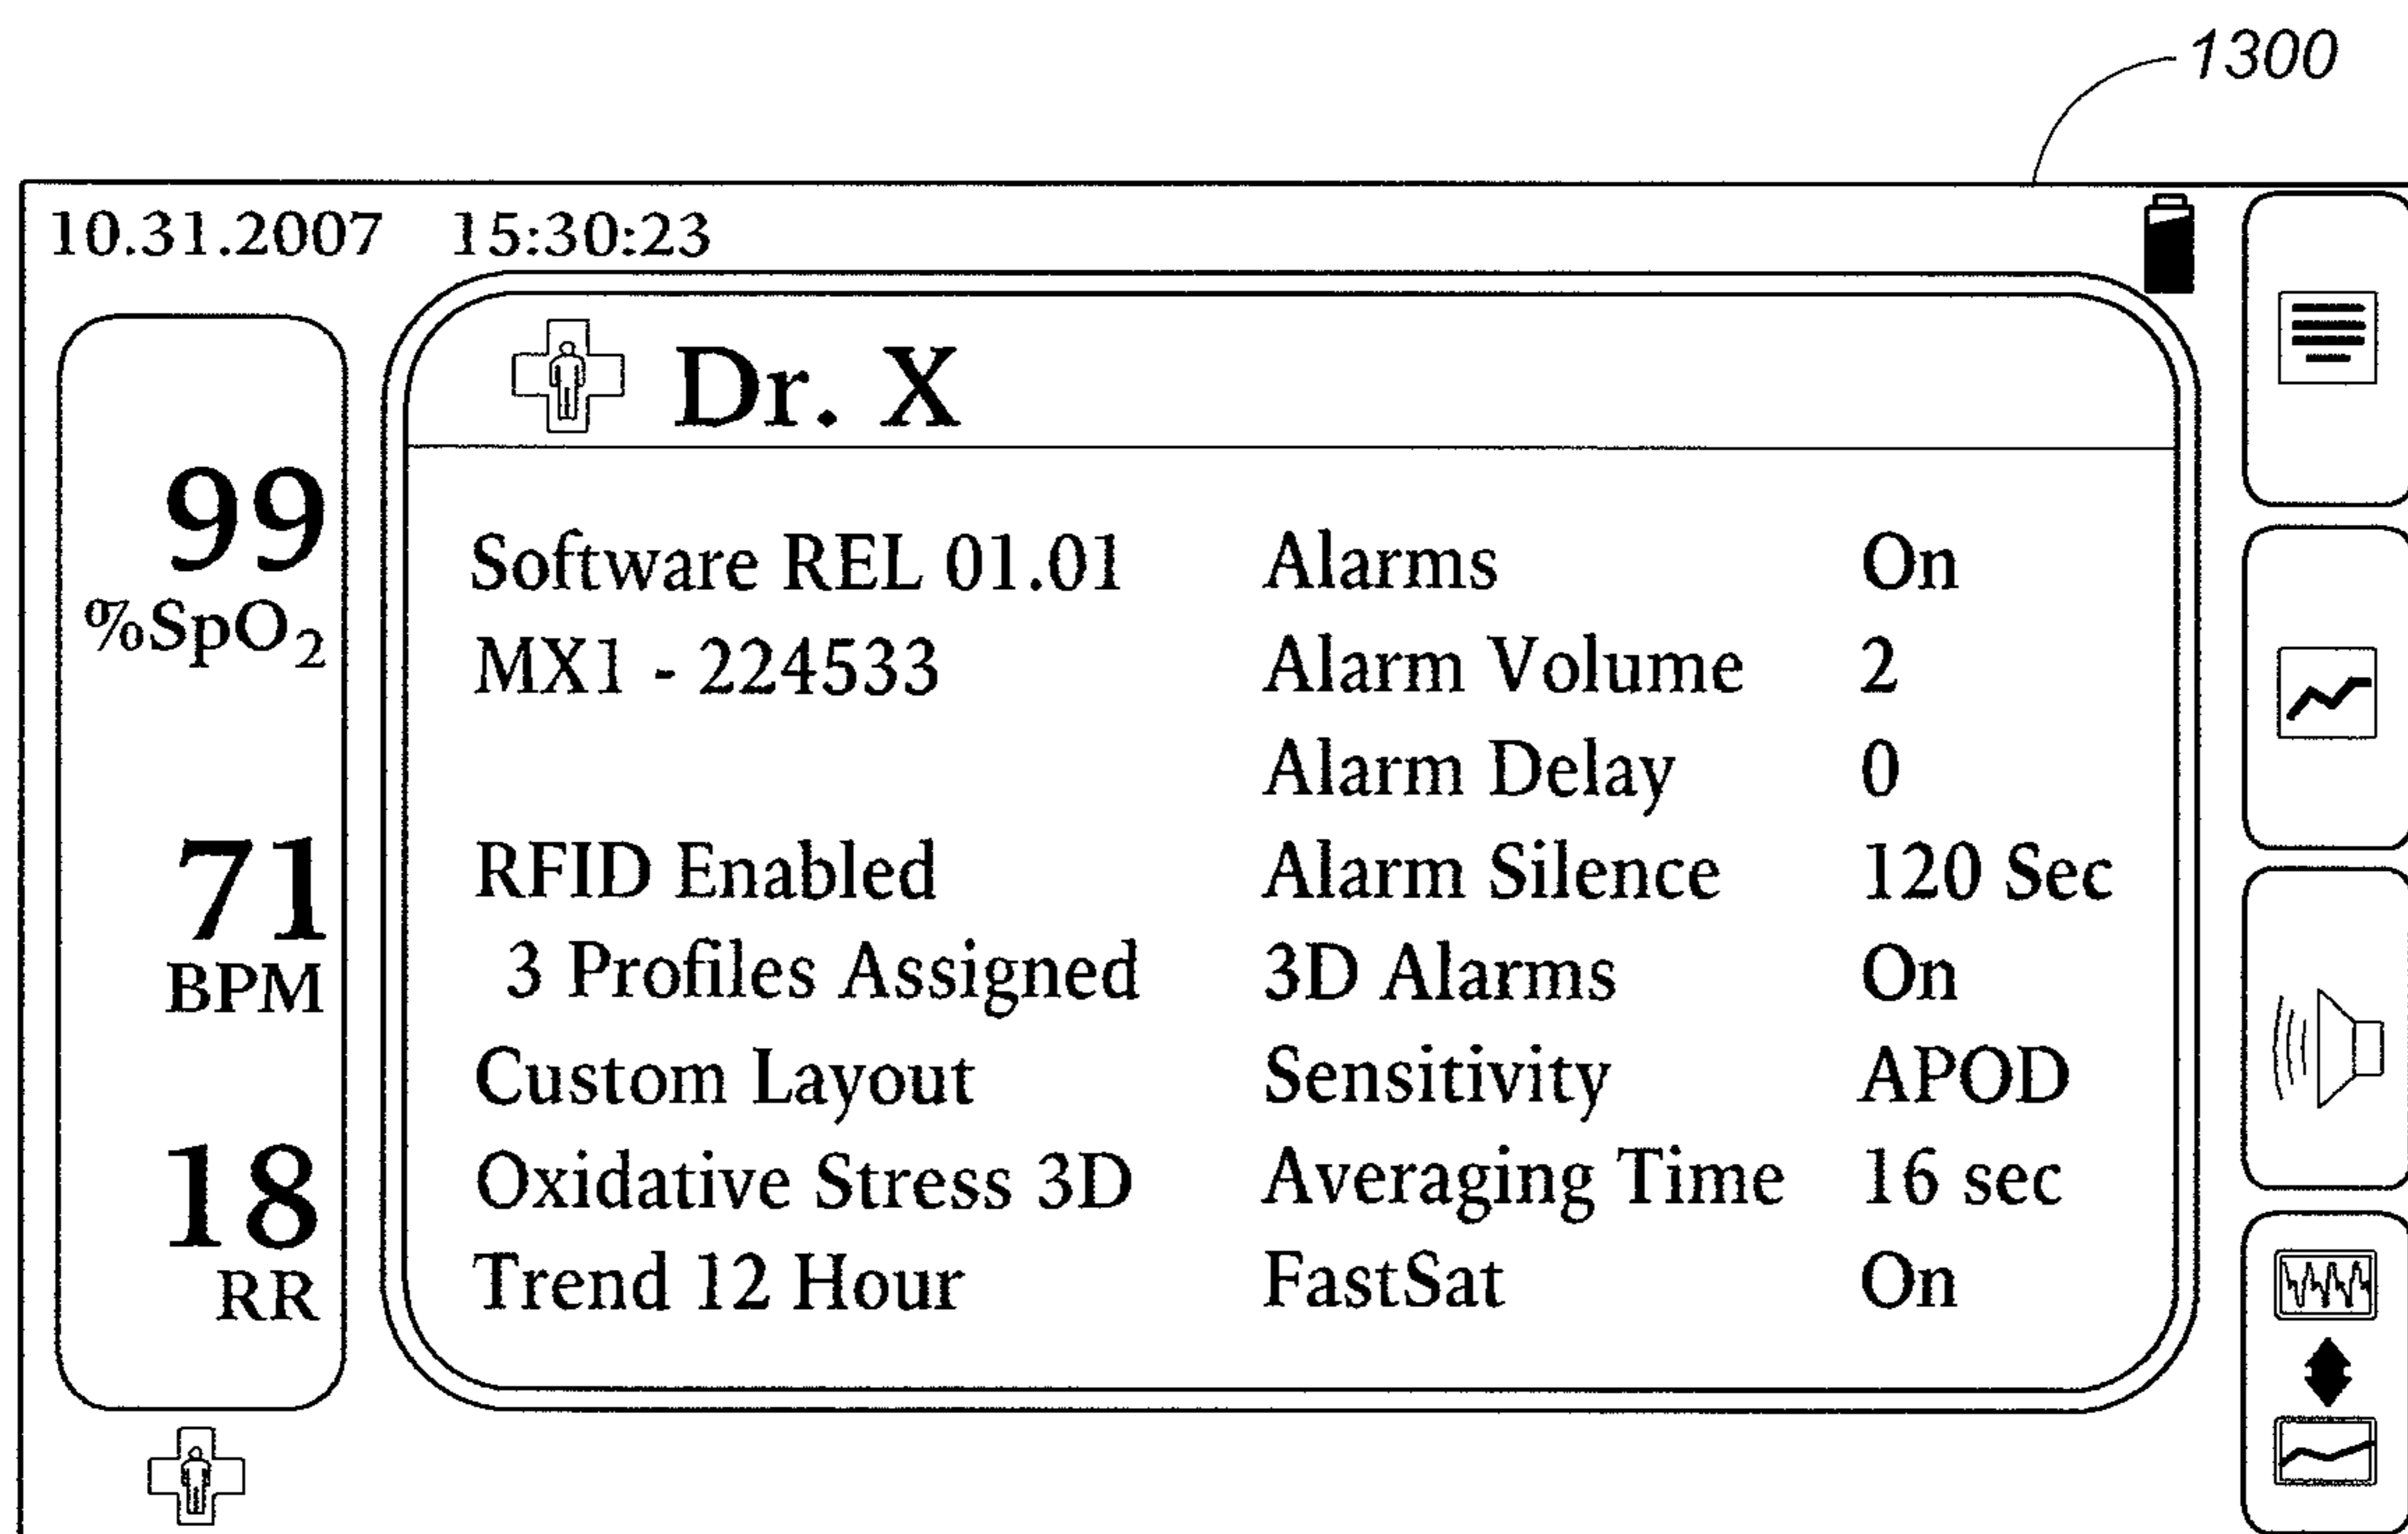 1300
10.31.2007 15:30:23
Dr. X
99
%SpO₂
71
BPM
18
RR
Software REL 01.01
MX1 - 224533
RFID Enabled
3 Profiles Assigned
Custom Layout
Oxidative Stress 3D
Trend 12 Hour
Alarms On
Alarm Volume 2
Alarm Delay 0
Alarm Silence 120 Sec
3D Alarms On
Sensitivity APOD
Averaging Time 16 sec
FastSat On